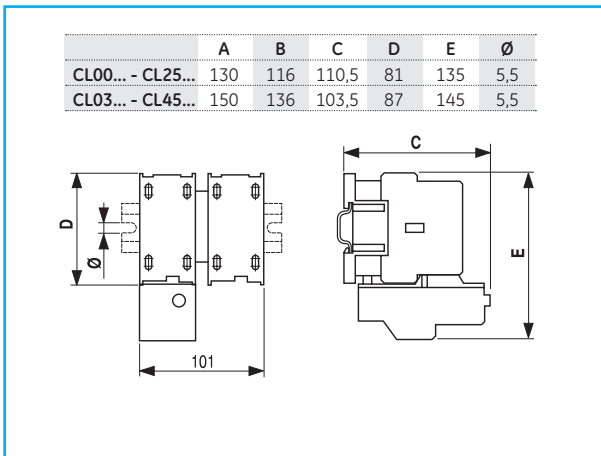 A B C D E Ø
CL00... - CL25... 130 116 110,5 81 135 5,5
CL03... - CL45... 150 136 103,5 87 145 5,5
C
D
Ø
E
101